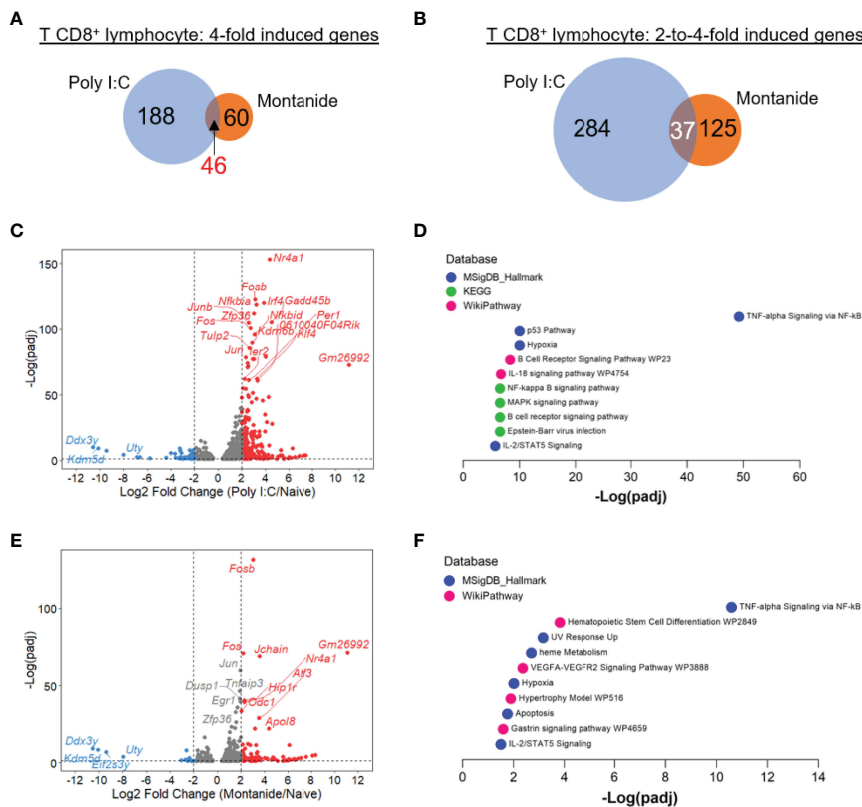 A
T CD8+ lymphocyte: 4-fold induced genes
Poly I:C
Montanide
188
60
46
B
T CD8+ lymphocyte: 2-to-4-fold induced genes
Poly I:C
Montanide
284
37
125
C
150
100
50
0
-Log(padj)
Nr4a1
Fosb
Nfkbia
Irf4
Gadd45b
Junb
Zfp36
Nfkbid
Per1
Fos
Kdm6b
0610040F04Rik
Tulp2
Klf4
Jun
Ier2
Gm26992
Ddx3y
Kdm5d
Uty
-12 -10 -8 -6 -4 -2 0 2 4 6 8 10 12
Log2 Fold Change (Poly I:C/Naive)
D
Database
MSigDB_Hallmark
KEGG
WikiPathway
TNF-alpha Signaling via NF-kB
p53 Pathway
Hypoxia
B Cell Receptor Signaling Pathway WP23
IL-18 signaling pathway WP4754
NF-kappa B signaling pathway
MAPK signaling pathway
B cell receptor signaling pathway
Epstein-Barr virus infection
IL-2/STAT5 Signaling
0 10 20 30 40 50 60
-Log(padj)
E
100
50
0
-Log(padj)
Fosb
Fos
Jchain
Gm26992
Jun
Nr4a1
Tnfaip3
Atf3
Dusp1
Hip1r
Egr1
Odc1
Zfp36
Apol8
Ddx3y
Kdm5d
Uty
Eif2s3y
-12 -10 -8 -6 -4 -2 0 2 4 6 8 10 12
Log2 Fold Change (Montanide/Naive)
F
Database
MSigDB_Hallmark
WikiPathway
TNF-alpha Signaling via NF-kB
Hematopoietic Stem Cell Differentiation WP2849
UV Response Up
heme Metabolism
VEGFA-VEGFR2 Signaling Pathway WP3888
Hypoxia
Hypertrophy Model WP516
Apoptosis
Gastrin signaling pathway WP4659
IL-2/STAT5 Signaling
2 4 6 8 10 12 14
-Log(padj)